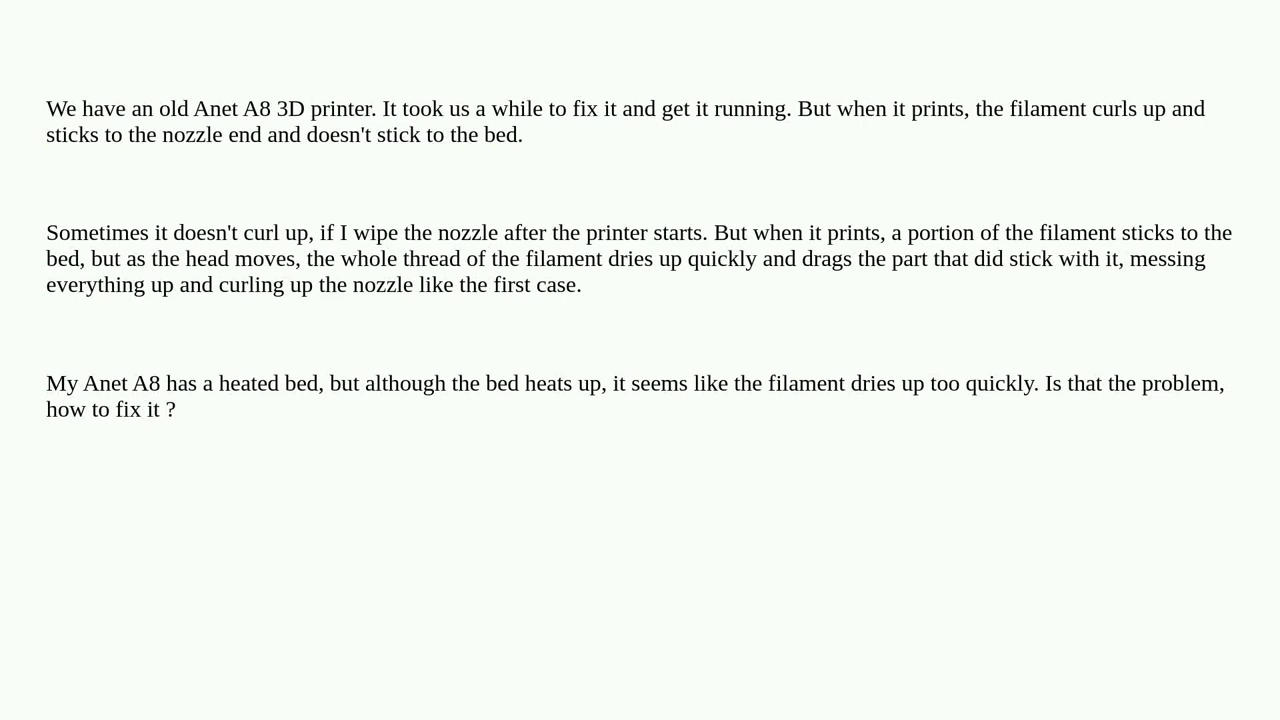 We have an old Anet A8 3D printer. It took us a while to fix it and get it running. But when it prints, the filament curls up and
sticks to the nozzle end and doesn't stick to the bed.
Sometimes it doesn't curl up, if I wipe the nozzle after the printer starts. But when it prints, a portion of the filament sticks to the
bed, but as the head moves, the whole thread of the filament dries up quickly and drags the part that did stick with it, messing
everything up and curling up the nozzle like the first case.
My Anet A8 has a heated bed, but although the bed heats up, it seems like the filament dries up too quickly. Is that the problem,
how to fix it ?